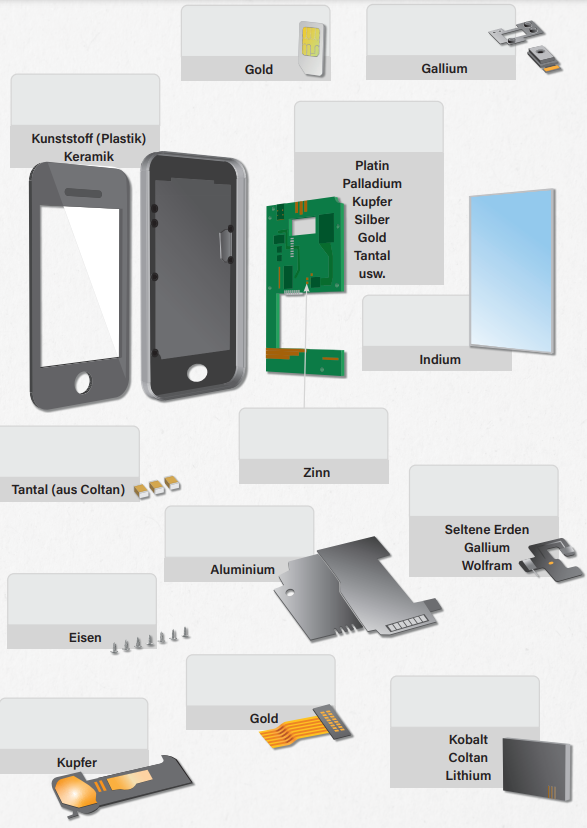 Gold
Gallium
Kunststoff (Plastik)
Keramik
Platin
Palladium
Kupfer
Silber
Gold
Tantal
usw.
Indium
Zinn
Tantal (aus Coltan)
Seltene Erden
Gallium
Wolfram
Aluminium
Eisen
Gold
Kupfer
Kobalt
Coltan
Lithium